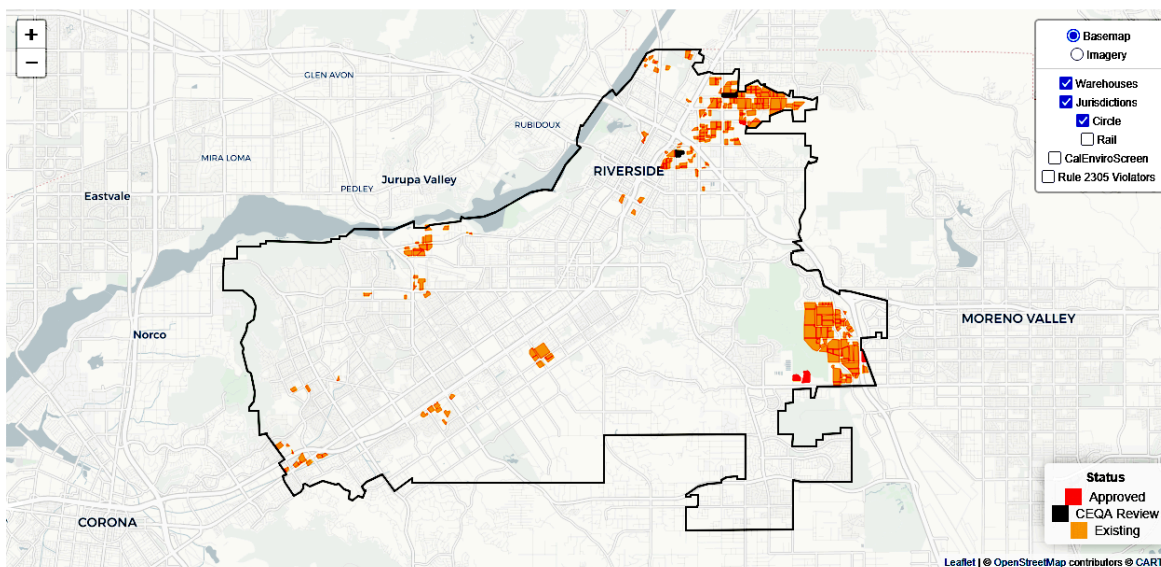 +
−
Basemap
Imagery
Warehouses
Jurisdictions
Circle
Rail
CalEnviroScreen
Rule 2305 Violators
GLEN AVON
RUBIDOUX
MIRA LOMA
RIVERSIDE
PEDLEY
Jurupa Valley
Eastvale
Norco
MORENO VALLEY
CORONA
Status
Approved
CEQA Review
Existing
Leaflet | © OpenStreetMap contributors © CART